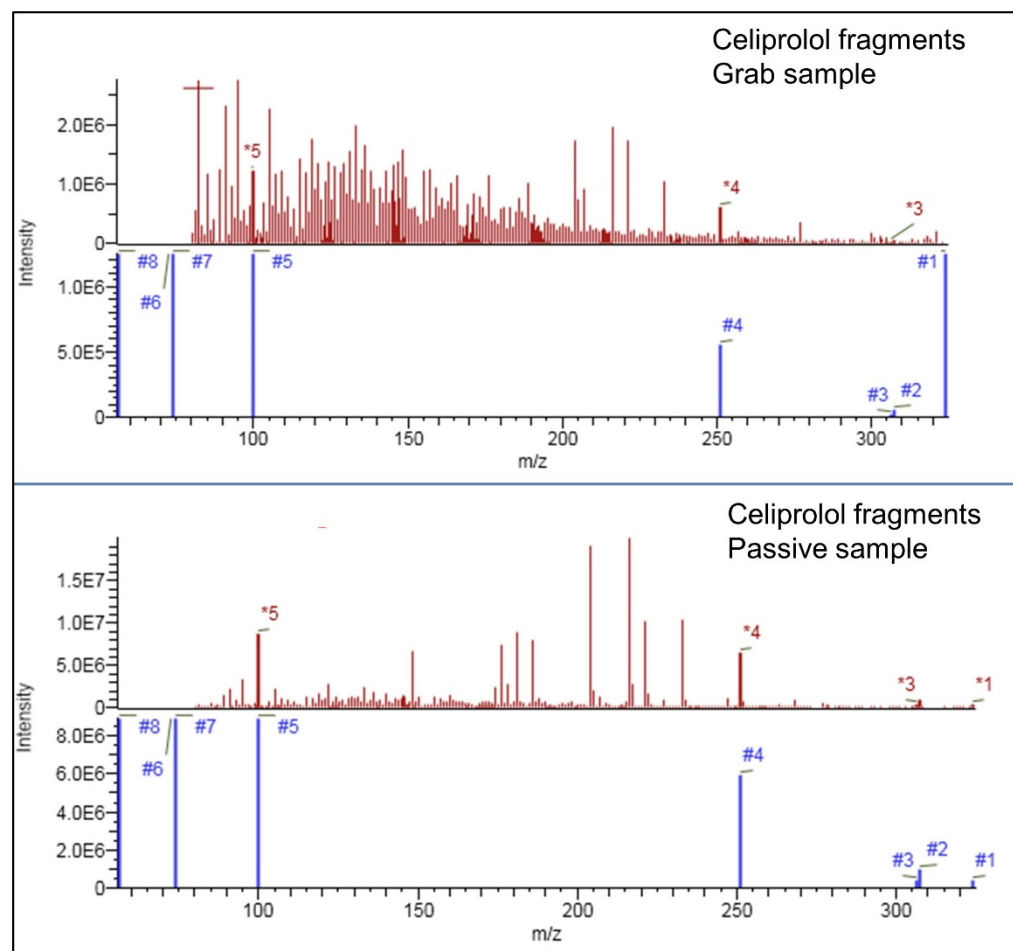 Celiprolol fragments
Grab sample
2.0E6
*5
1.0E6
*4
*3
0
Intensity
#8
#7
#5
#1
#6
1.0E6
#4
5.0E5
#3
#2
0
100
150
200
250
300
m/z
Celiprolol fragments
Passive sample
1.5E7
1.0E7
*5
*4
5.0E6
*3
*1
0
Intensity
#8
#7
#5
8.0E6
#6
#4
6.0E6
4.0E6
2.0E6
#3
#2
#1
0
100
150
200
250
300
m/z